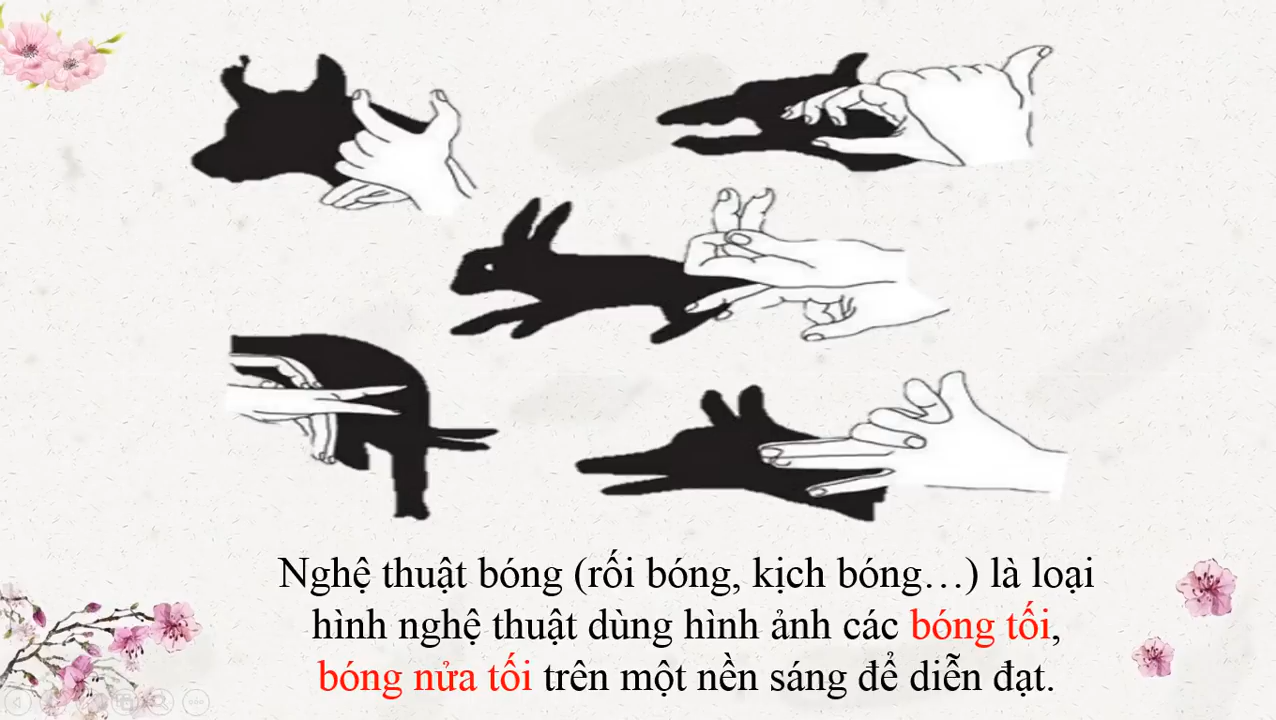 Nghệ thuật bóng (rối bóng, kịch bóng…) là loại
hình nghệ thuật dùng hình ảnh các bóng tối,
bóng nửa tối trên một nền sáng để diễn đạt.